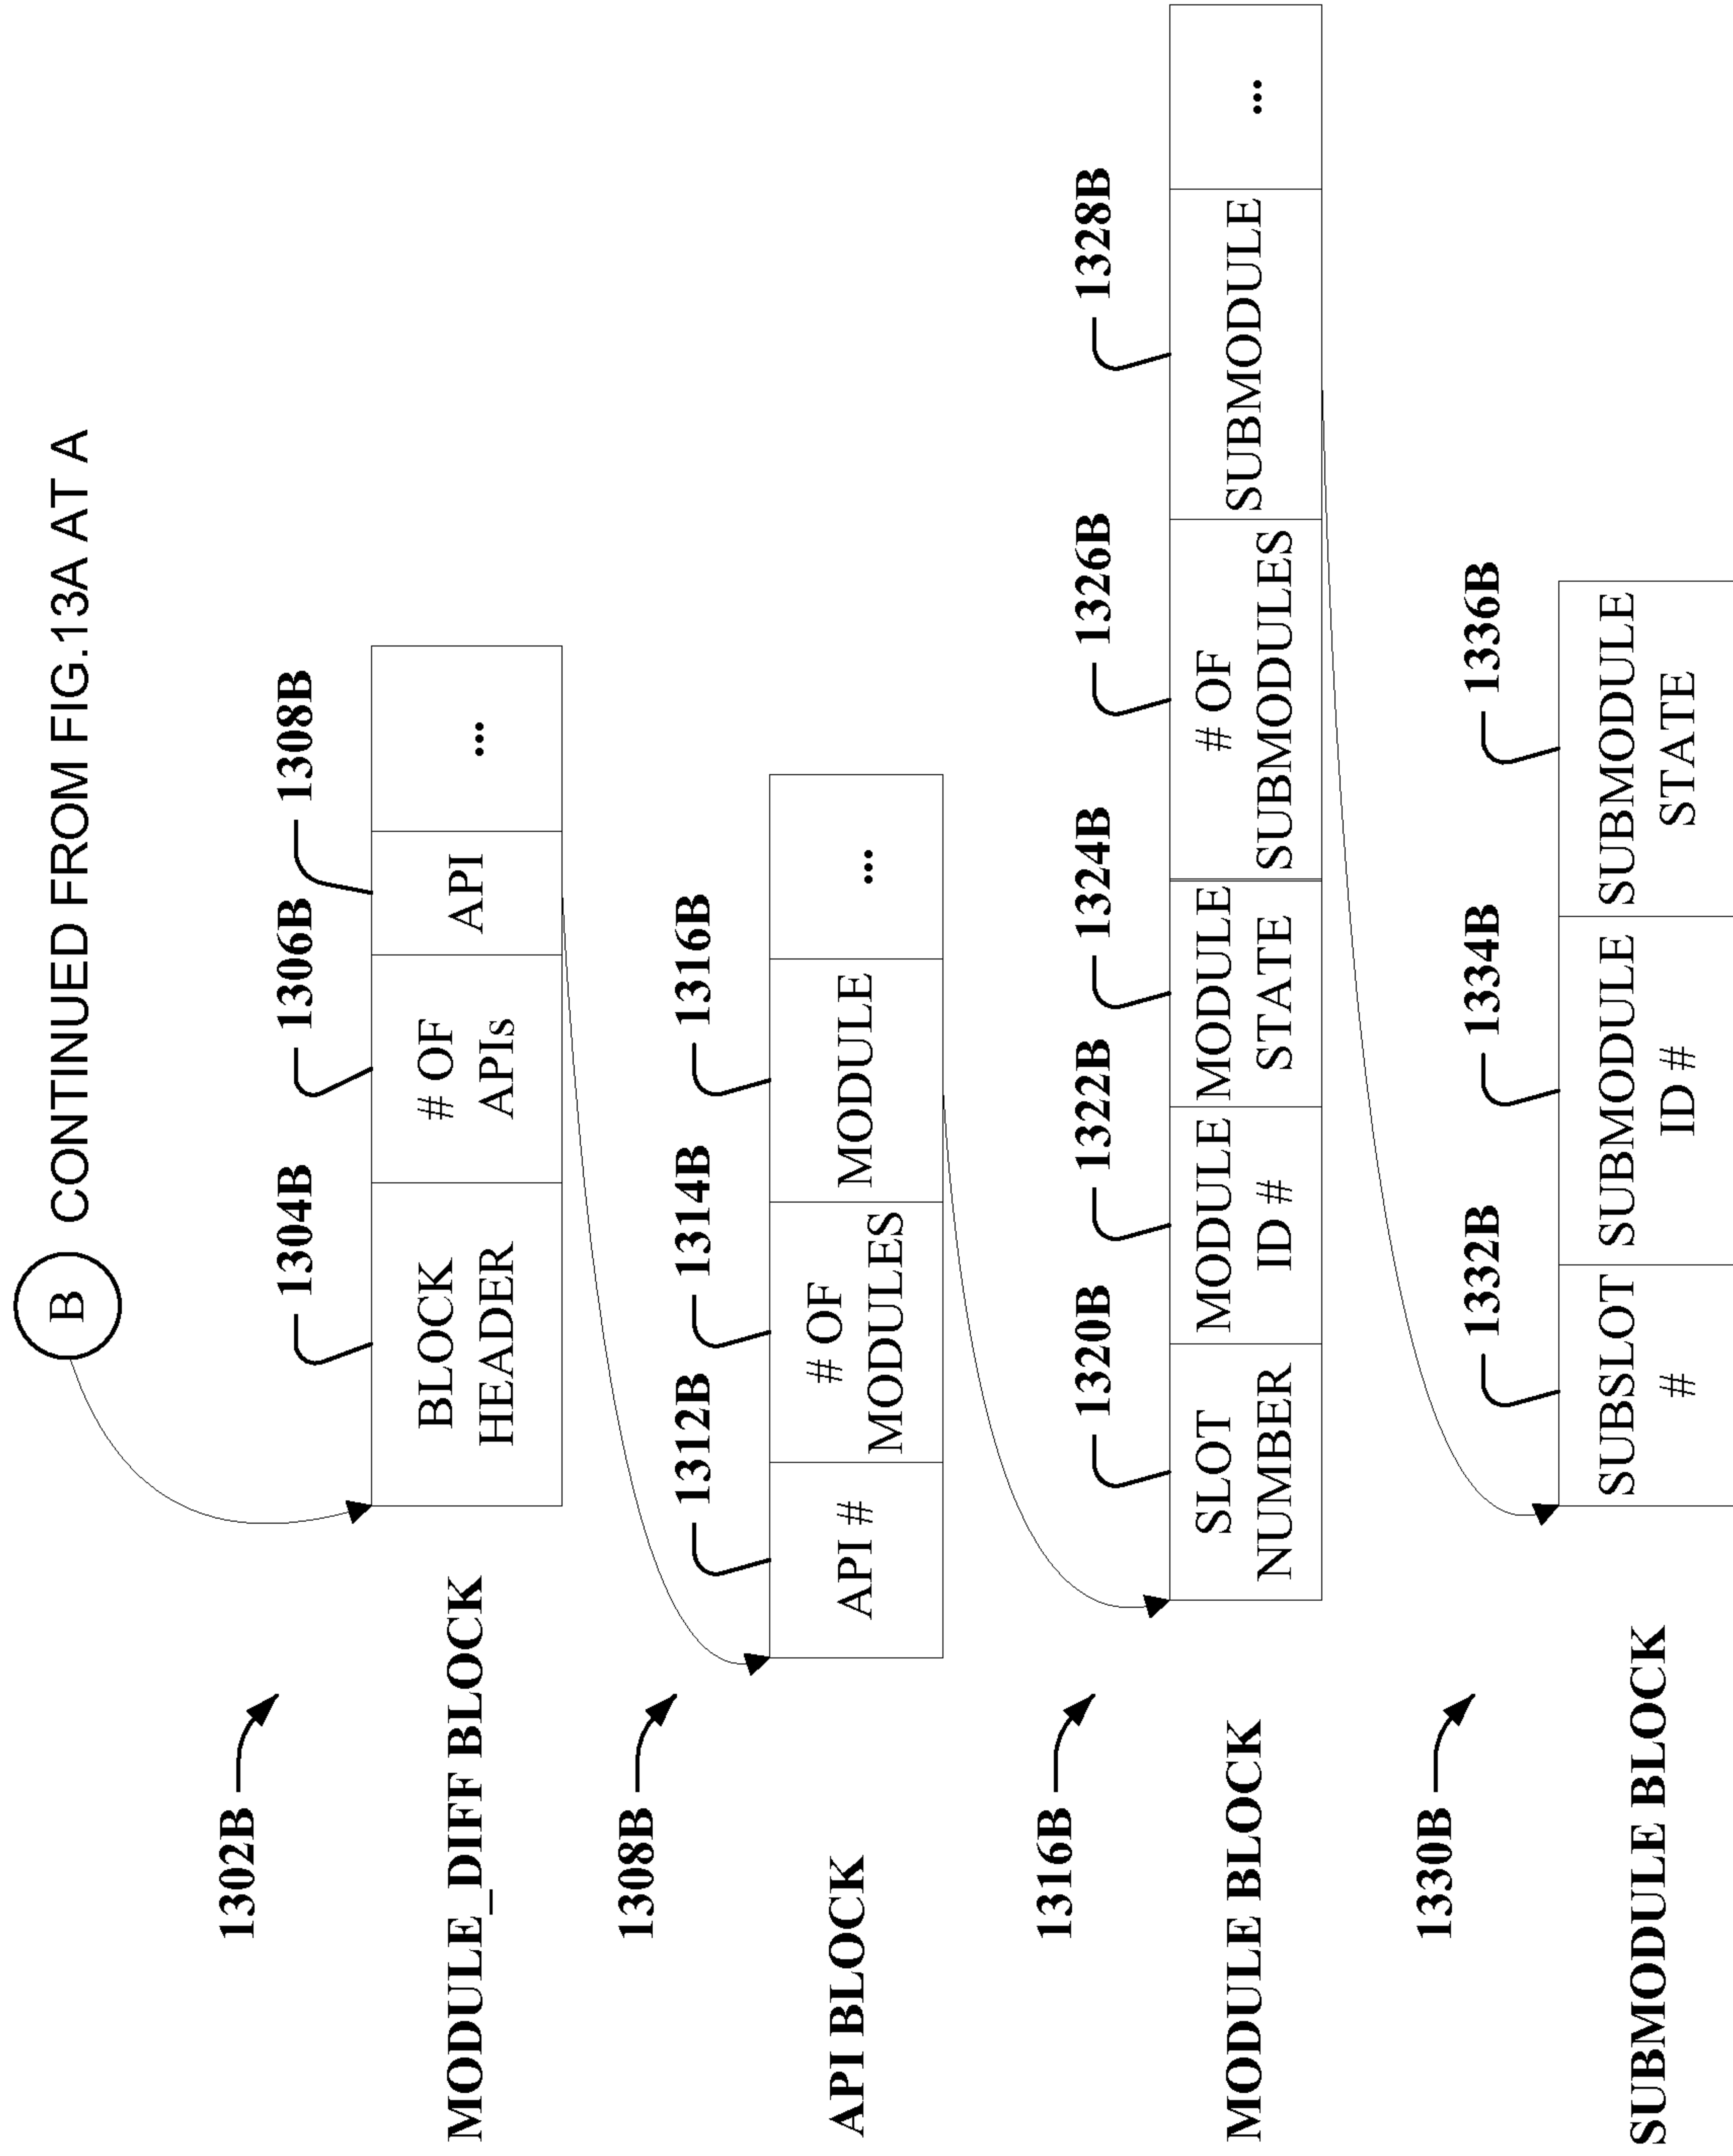 B CONTINUED FROM FIG.13A AT A
1302B
1304B
1306B
1308B
MODULE_DIFF BLOCK
BLOCK
HEADER
# OF
APIs
API
...
1308B
1312B
1314B
1316B
API BLOCK
API #
# OF
MODULES
MODULE
...
1316B
1320B
1322B
1324B
1326B
1328B
MODULE BLOCK
SLOT
NUMBER
MODULE
ID #
MODULE
STATE
# OF
SUBMODULES
SUBMODULE
...
1330B
1332B
1334B
1336B
SUBMODULE BLOCK
SUBSLOT
#
SUBMODULE
ID #
SUBMODULE
STATE